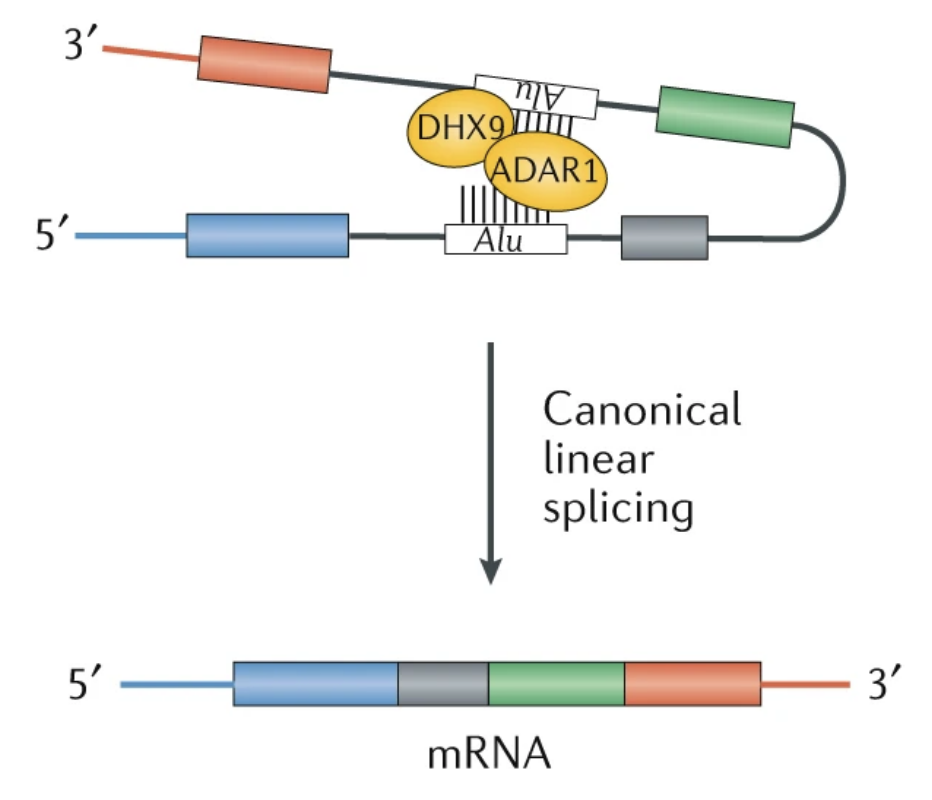 3′
Alu
DHX9
ADAR1
5′
Alu
Canonical
linear
splicing
5′
3′
mRNA